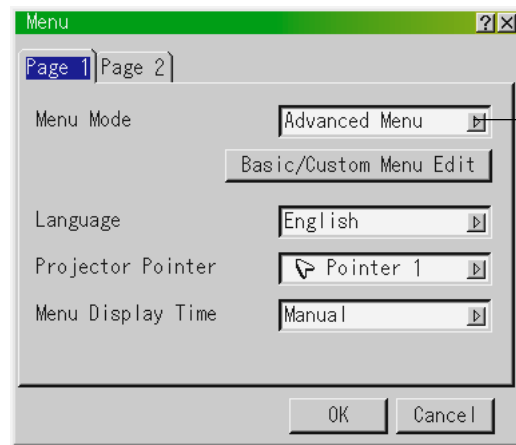 Menu ? ×
Page 1 Page 2
Menu Mode Advanced Menu
Basic/Custom Menu Edit
Language English
Projector Pointer Pointer 1
Menu Display Time Manual
OK Cancel